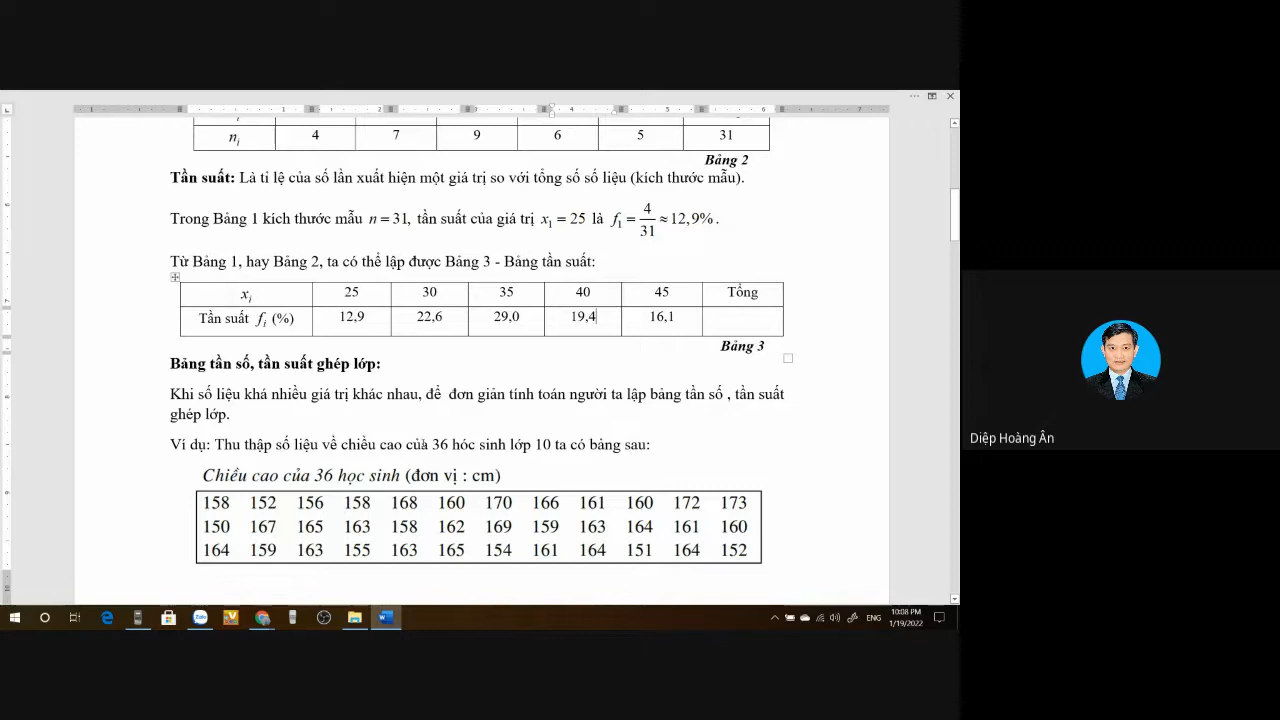 n_i 4 7 9 6 5 31
Bảng 2
Tần suất: Là tỉ lệ của số lần xuất hiện một giá trị so với tổng số số liệu (kích thước mẫu).
Trong Bảng 1 kích thước mẫu n = 31, tần suất của giá trị x₁ = 25 là f₁ = 4/31 ≈ 12,9% .
Từ Bảng 1, hay Bảng 2, ta có thể lập được Bảng 3 - Bảng tần suất:
x_i 25 30 35 40 45 Tổng
Tần suất f_i (%) 12,9 22,6 29,0 19,4 16,1
Bảng 3
Bảng tần số, tần suất ghép lớp:
Khi số liệu khá nhiều giá trị khác nhau, để đơn giản tính toán người ta lập bảng tần số , tần suất
ghép lớp.
Ví dụ: Thu thập số liệu về chiều cao của 36 hóc sinh lớp 10 ta có bảng sau:
Chiều cao của 36 học sinh (đơn vị : cm)
158 152 156 158 168 160 170 166 161 160 172 173
150 167 165 163 158 162 169 159 163 164 161 160
164 159 163 155 163 165 154 161 164 151 164 152
Diệp Hoàng Ân
Zalo
ENG
10:08 PM
1/19/2022